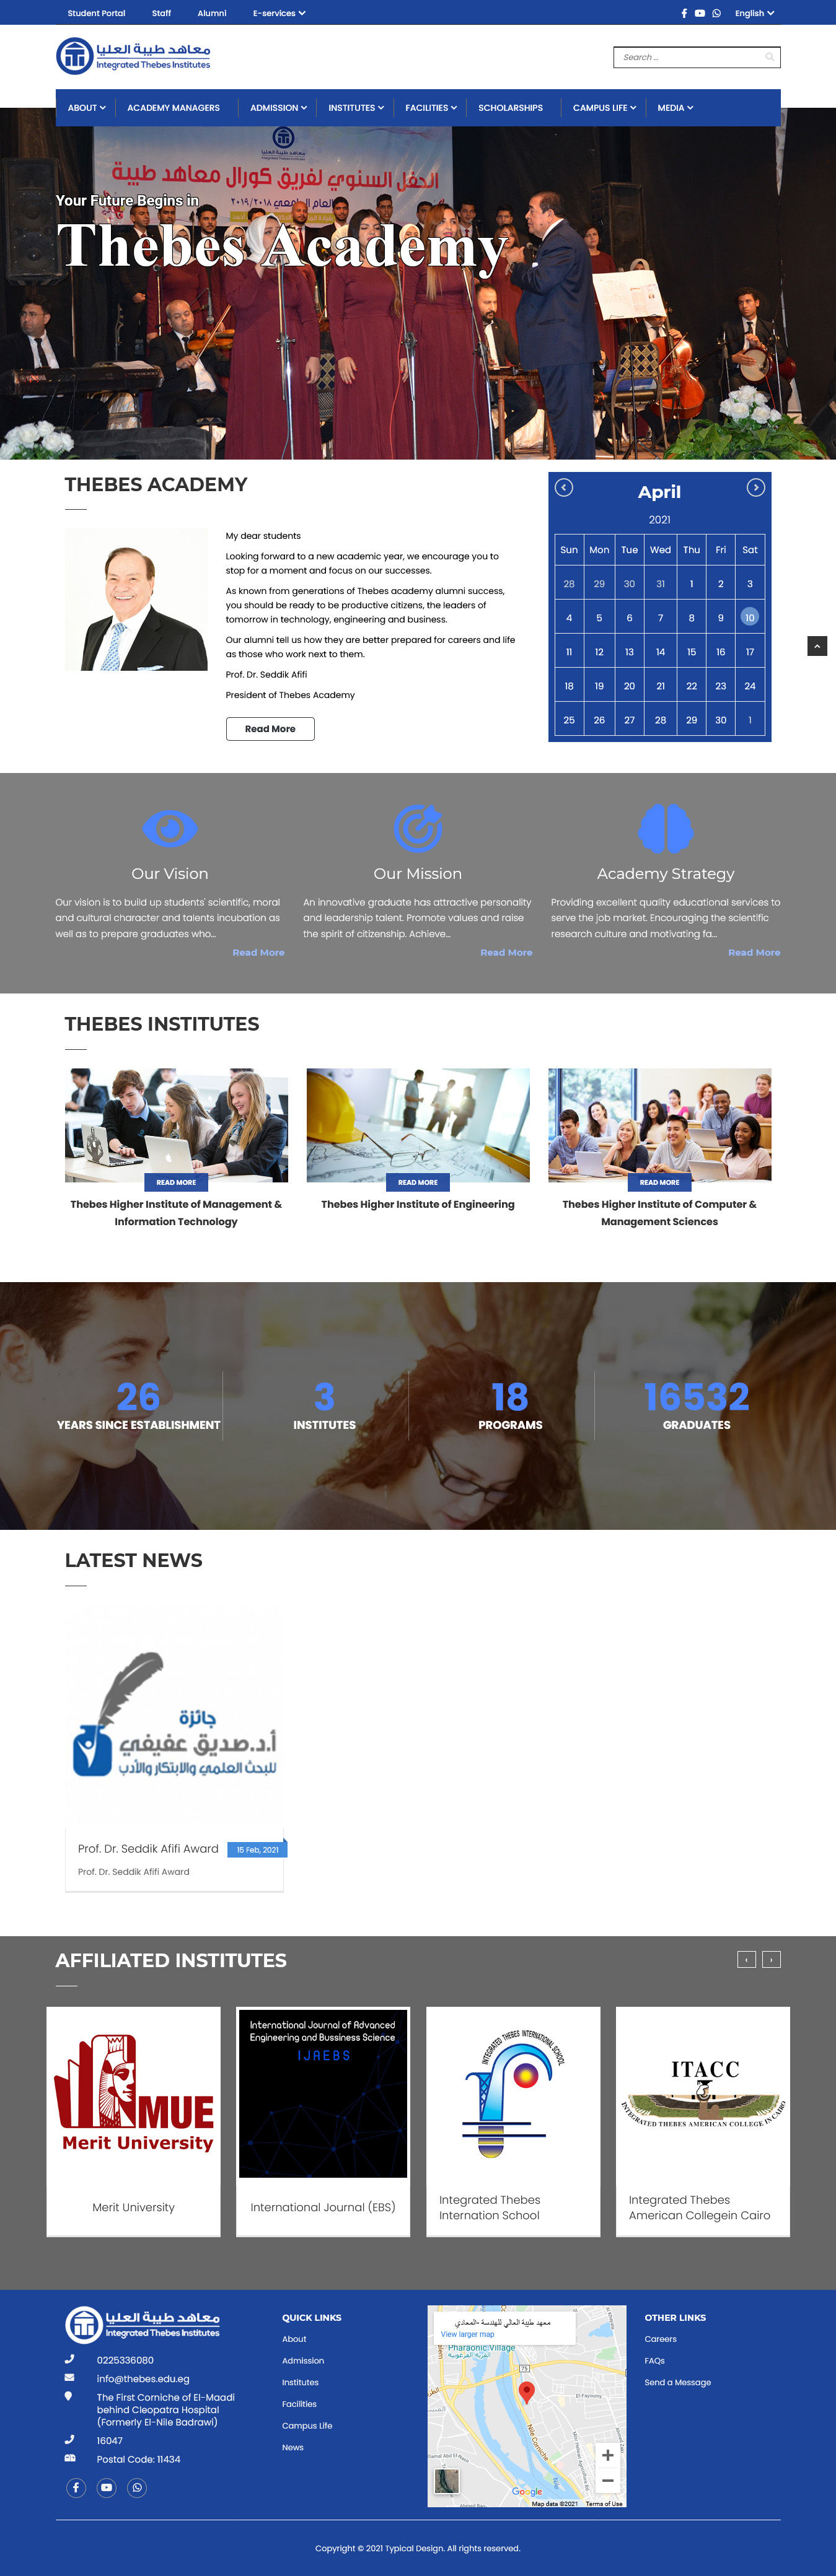 Student Portal
Staff
Alumni
E-services
English
معاهد طيبة العليا
Integrated Thebes Institutes
Search ...
ABOUT
ACADEMY MANAGERS
ADMISSION
INSTITUTES
FACILITIES
SCHOLARSHIPS
CAMPUS LIFE
MEDIA
الحفل السنوي لفريق كورال معاهد طيبة
٢٠١٩/٢٠١٨
Your Future Begins in
Thebes Academy
THEBES ACADEMY
My dear students
Looking forward to a new academic year, we encourage you to
stop for a moment and focus on our successes.
As known from generations of Thebes academy alumni success,
you should be ready to be productive citizens, the leaders of
tomorrow in technology, engineering and business.
Our alumni tell us how they are better prepared for careers and life
as those who work next to them.
Prof. Dr. Seddik Afifi
President of Thebes Academy
Read More
April
2021
Sun Mon Tue Wed Thu Fri Sat
28 29 30 31 1 2 3
4 5 6 7 8 9 10
11 12 13 14 15 16 17
18 19 20 21 22 23 24
25 26 27 28 29 30 1
Our Vision
Our vision is to build up students' scientific, moral
and cultural character and talents incubation as
well as to prepare graduates who...
Read More
Our Mission
An innovative graduate has attractive personality
and leadership talent. Promote values and raise
the spirit of citizenship. Achieve...
Read More
Academy Strategy
Providing excellent quality educational services to
serve the job market. Encouraging the scientific
research culture and motivating fa...
Read More
THEBES INSTITUTES
READ MORE
Thebes Higher Institute of Management &
Information Technology
READ MORE
Thebes Higher Institute of Engineering
READ MORE
Thebes Higher Institute of Computer &
Management Sciences
26
YEARS SINCE ESTABLISHMENT
3
INSTITUTES
18
PROGRAMS
16532
GRADUATES
LATEST NEWS
جائزة
أ.د.صديق عفيفي
للبحث العلمي والابتكار والأدب
Prof. Dr. Seddik Afifi Award
15 Feb, 2021
Prof. Dr. Seddik Afifi Award
AFFILIATED INSTITUTES
MUE
Merit University
Merit University
International Journal of Advanced
Engineering and Bussiness Science
IJAEBS
International Journal (EBS)
INTEGRATED THEBES INTERNATIONAL SCHOOL
Integrated Thebes
Internation School
ITACC
INTEGRATED THEBES AMERICAN COLLEGE IN CAIRO
Integrated Thebes
American Collegein Cairo
معاهد طيبة العليا
Integrated Thebes Institutes
0225336080
info@thebes.edu.eg
The First Corniche of El-Maadi
behind Cleopatra Hospital
(Formerly El-Nile Badrawi)
16047
Postal Code: 11434
QUICK LINKS
About
Admission
Institutes
Facilities
Campus Life
News
معهد طيبة العالي للهندسة -المعادي
View larger map
Pharaonic Village
القرية الفرعونية
75
Nile Corniche
Google
Map data ©2021
Terms of Use
OTHER LINKS
Careers
FAQs
Send a Message
Copyright © 2021 Typical Design. All rights reserved.